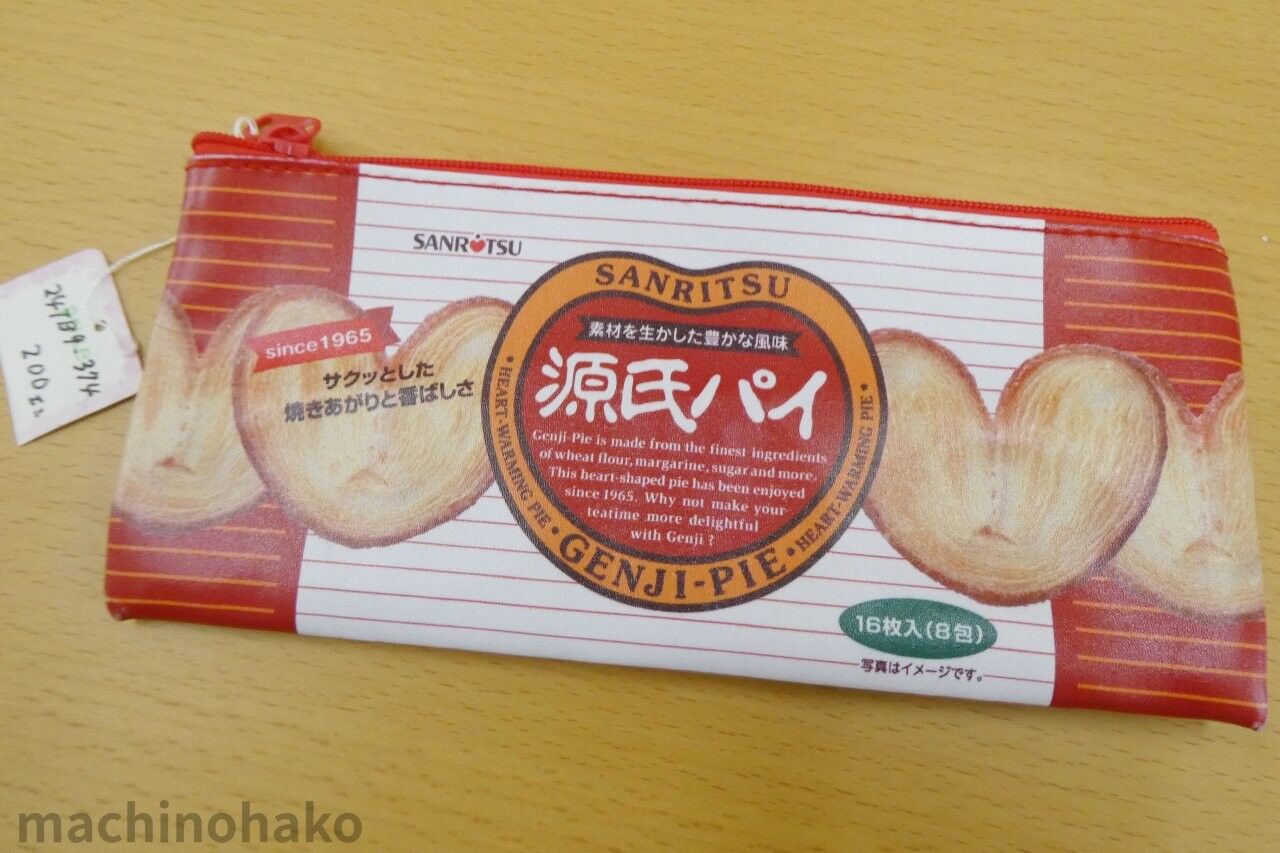 SANRITSU
since1965
サクッとした
焼きあがりと香ばしさ
SANRITSU
素材を生かした豊かな風味
源氏パイ
Genji-Pie is made from the finest ingredients
of wheat flour, margarine, sugar and more.
This heart-shaped pie has been enjoyed
since 1965. Why not make your
teatime more delightful
with Genji ?
• HEART-WARMING PIE •
GENJI-PIE
• HEART-WARMING PIE •
16枚入(8包)
写真はイメージです。
200
machinohako